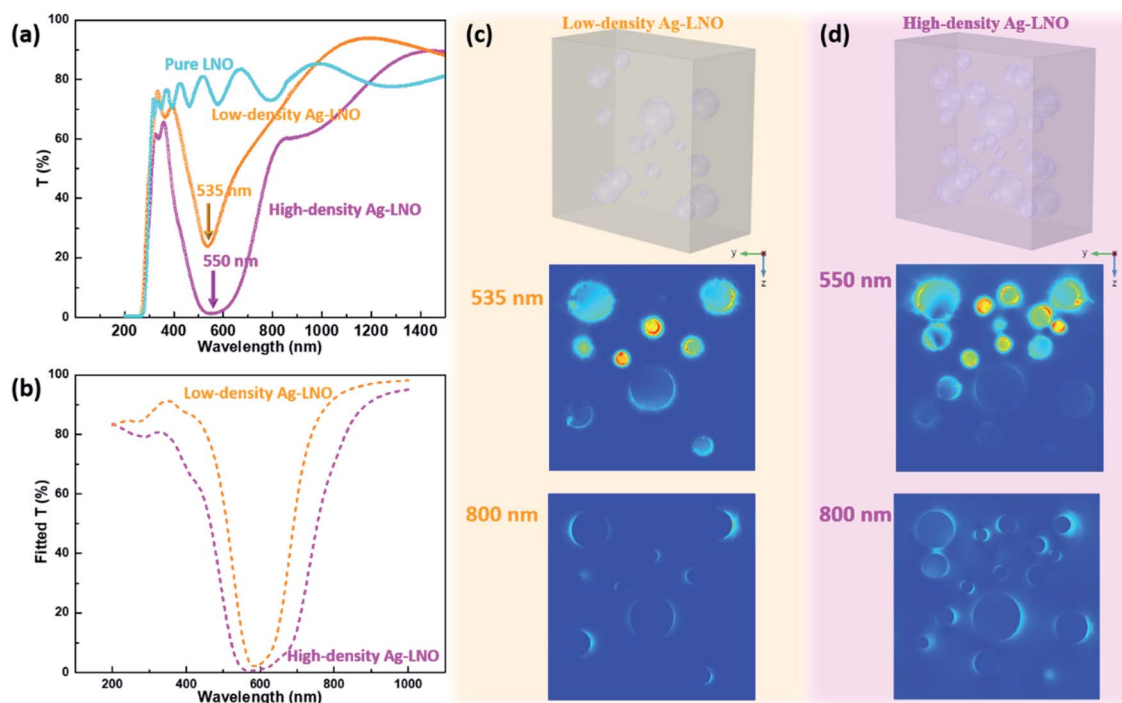 (a)
100
80
60
40
20
0
T (%)
Pure LNO
Low-density Ag-LNO
535 nm
High-density Ag-LNO
550 nm
200 400 600 800 1000 1200 1400
Wavelength (nm)
(b)
100
80
60
40
20
0
Fitted T (%)
Low-density Ag-LNO
High-density Ag-LNO
200 400 600 800 1000
Wavelength (nm)
(c)
Low-density Ag-LNO
y
z
535 nm
800 nm
(d)
High-density Ag-LNO
y
z
550 nm
800 nm